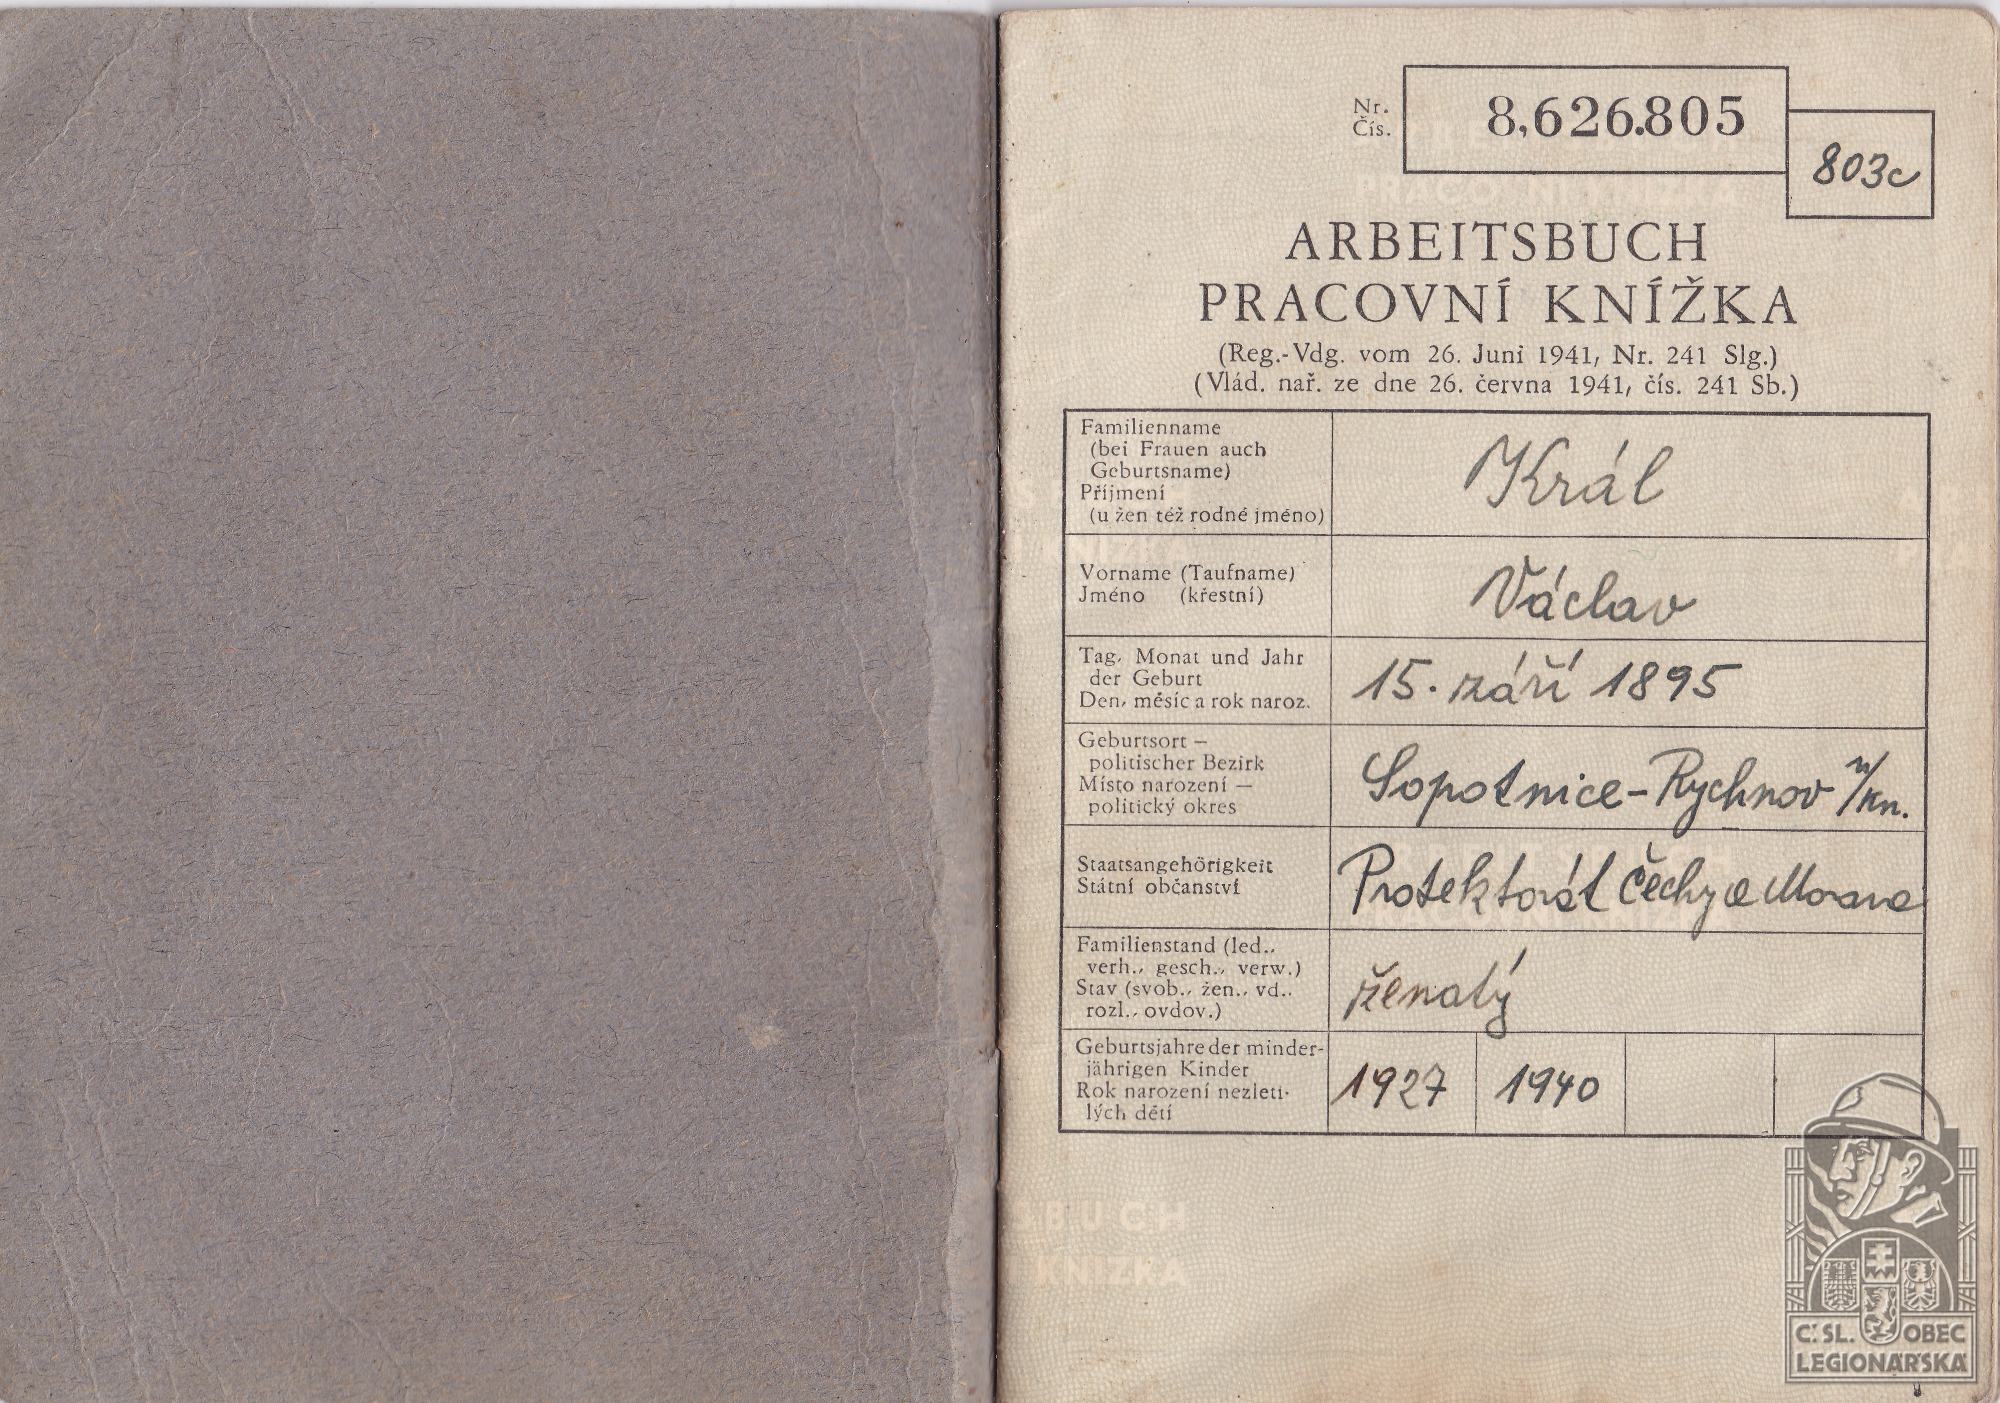 Nr.
Čís.
8,626.805
803c
ARBEITSBUCH
PRACOVNÍ KNÍŽKA
(Reg.-Vdg. vom 26. Juni 1941, Nr. 241 Slg.)
(Vlád. nař. ze dne 26. června 1941, čís. 241 Sb.)
Familienname
(bei Frauen auch
Geburtsname)
Příjmení
(u žen též rodné jméno)
Král
Vorname (Taufname)
Jméno (křestní)
Václav
Tag, Monat und Jahr
der Geburt
Den, měsíc a rok naroz.
15. září 1895
Geburtsort —
politischer Bezirk
Místo narození —
politický okres
Sopotnice - Rychnov n/Kn.
Staatsangehörigkeit
Státní občanství
Protektorát Čechy a Morava
Familienstand (led.,
verh., gesch., verw.)
Stav (svob., žen., vd.,
rozl., ovdov.)
ženatý
Geburtsjahre der minder-
jährigen Kinder
Rok narození nezleti-
lých dětí
1927 1940
SBUCH
KNÍŽKA
Č. SL. OBEC
LEGIONÁŘSKÁ